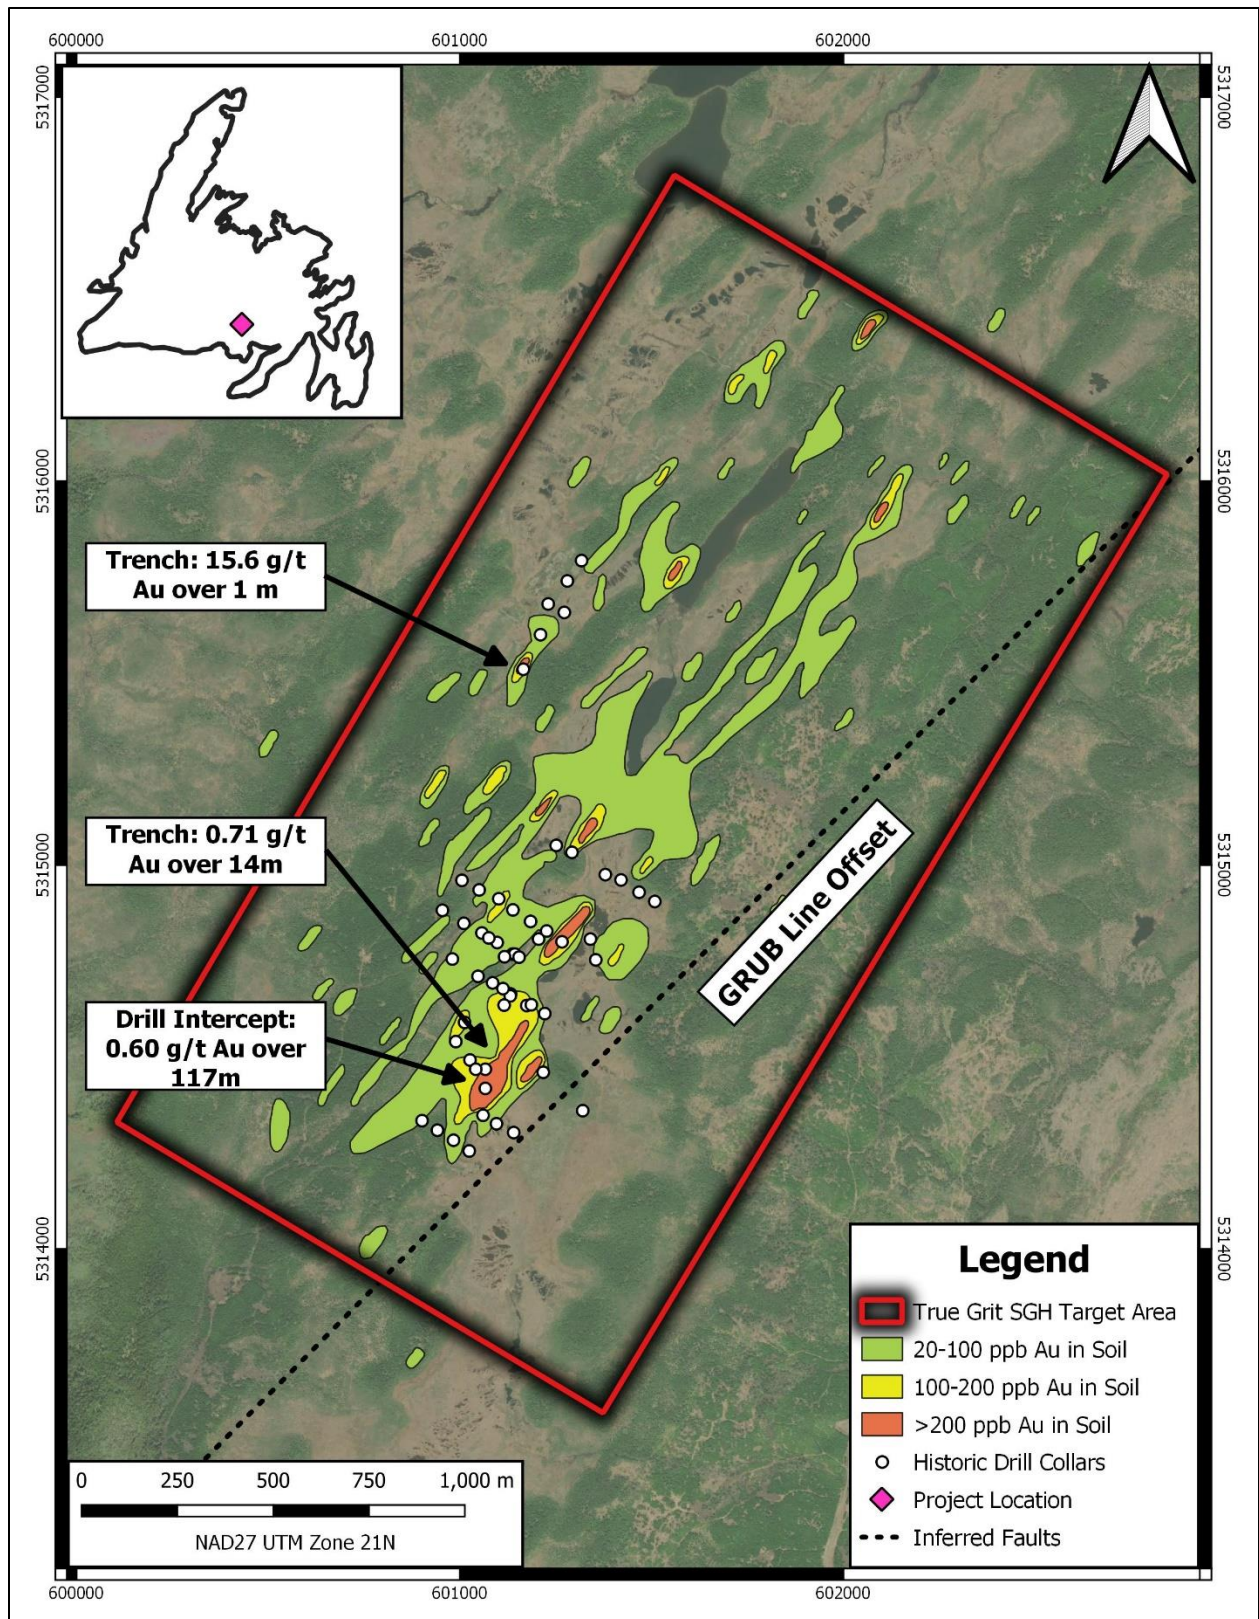 600000
601000
602000
5317000
5317000
5316000
5316000
Trench: 15.6 g/t
Au over 1 m
Trench: 0.71 g/t
Au over 14m
5315000
5315000
GRUB Line Offset
Drill Intercept:
0.60 g/t Au over
117m
5314000
5314000
Legend
True Grit SGH Target Area
20-100 ppb Au in Soil
100-200 ppb Au in Soil
>200 ppb Au in Soil
Historic Drill Collars
Project Location
Inferred Faults
0 250 500 750 1,000 m
NAD27 UTM Zone 21N
600000
601000
602000